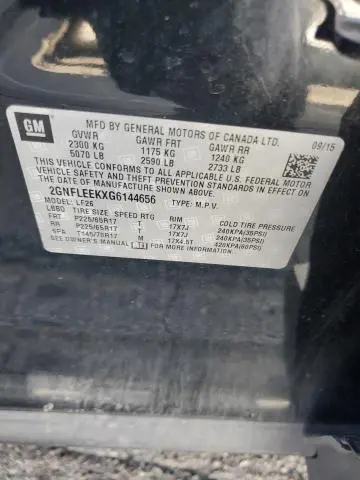 GM
MFD BY GENERAL MOTORS OF CANADA LTD. 09/15
GVWR GAWR FRT GAWR RR
2300 KG 1175 KG 1240 KG
5070 LB 2590 LB 2733 LB
THIS VEHICLE CONFORMS TO ALL APPLICABLE U.S. FEDERAL MOTOR
VEHICLE SAFETY, BUMPER, AND THEFT PREVENTION STANDARDS
IN EFFECT ON THE DATE OF MANUFACTURE SHOWN ABOVE.
2GNFLEEKXG6144656 TYPE: M.P.V.
MODEL: LF26
LBBO TIRE SIZE SPEED RTG RIM COLD TIRE PRESSURE
FRT P225/65R17 T 17X7J 240KPA(35PSI)
RR P225/65R17 T 17X7J 240KPA(35PSI)
SPA T145/70R17 M 17X4.5T 420KPA(60PSI)
SEE OWNER'S MANUAL